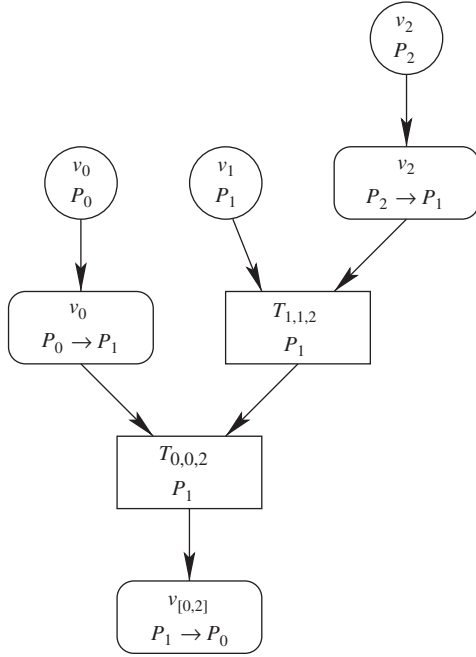 v₂
P₂
v₀
P₀
v₁
P₁
v₂
P₂ → P₁
v₀
P₀ → P₁
T₁,₁,₂
P₁
T₀,₀,₂
P₁
v[0,2]
P₁ → P₀